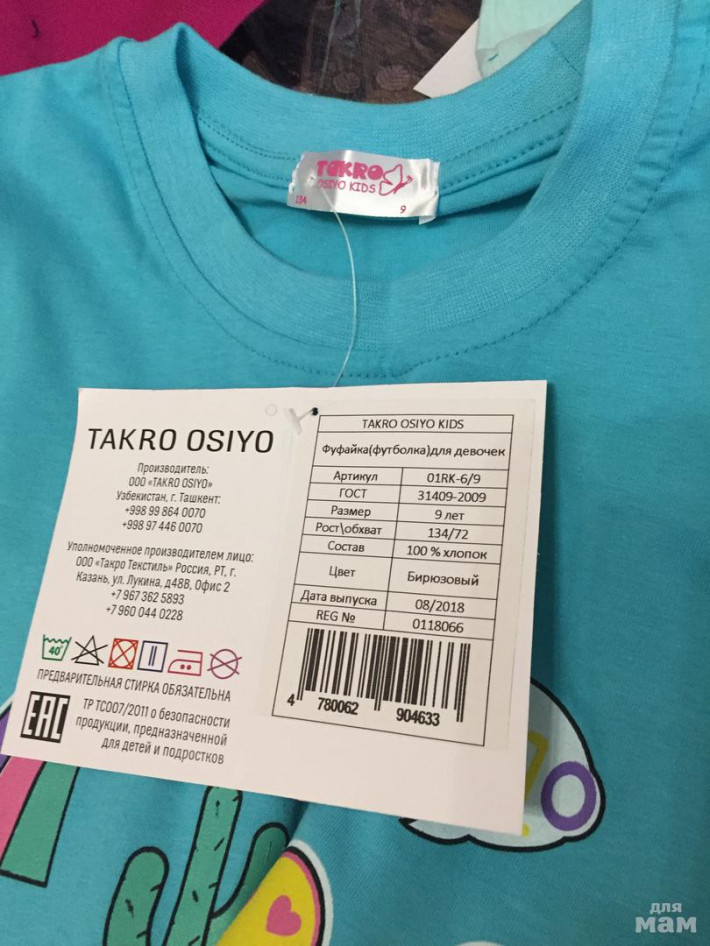 TAKRO
OSIYO KIDS
134
9
TAKRO OSIYO
Производитель:
ООО «TAKRO OSIYO»
Узбекистан, г. Ташкент:
+998 99 864 0070
+998 97 446 0070
Уполномоченное производителем лицо:
ООО «Такро Текстиль» Россия, РТ, г.
Казань, ул. Лукина, д48В, Офис 2
+7 967 362 5893
+7 960 044 0228
40°
ПРЕДВАРИТЕЛЬНАЯ СТИРКА ОБЯЗАТЕЛЬНА
EAC
ТР ТС007/2011 о безопасности
продукции, предназначенной
для детей и подростков
TAKRO OSIYO KIDS
Фуфайка(футболка)для девочек
Артикул 01RK-6/9
ГОСТ 31409-2009
Размер 9 лет
Рост\обхват 134/72
Состав 100 % хлопок
Цвет Бирюзовый
Дата выпуска 08/2018
REG № 0118066
4 780062 904633
для
мам